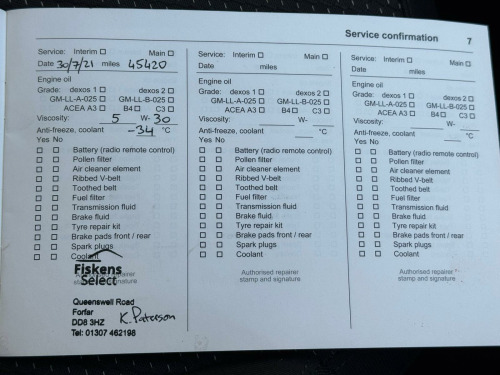 Service confirmation 7
Service: Interim ☐ Main ☐
Date 30/7/21 miles 45420
Engine oil
Grade: dexos 1 ☐ dexos 2 ☐
GM-LL-A-025 ☐ GM-LL-B-025 ☐
ACEA A3 ☐ B4 ☐ C3 ☐
Viscosity: 5 W- 30
Anti-freeze, coolant -34 °C
Yes No
☐ ☐ Battery (radio remote control)
☐ ☐ Pollen filter
☐ ☐ Air cleaner element
☐ ☐ Ribbed V-belt
☐ ☐ Toothed belt
☐ ☐ Fuel filter
☐ ☐ Transmission fluid
☐ ☐ Brake fluid
☐ ☐ Tyre repair kit
☐ ☐ Brake pads front / rear
☐ ☐ Spark plugs
☐ ☐ Coolant
Fiskens
Select
stamp and signature
Queenswell Road
Forfar
DD8 3HZ
Tel: 01307 462198
K. Paterson
Service: Interim ☐ Main ☐
Date miles
Engine oil
Grade: dexos 1 ☐ dexos 2 ☐
GM-LL-A-025 ☐ GM-LL-B-025 ☐
ACEA A3 ☐ B4 ☐ C3 ☐
Viscosity: W-
Anti-freeze, coolant °C
Yes No
☐ ☐ Battery (radio remote control)
☐ ☐ Pollen filter
☐ ☐ Air cleaner element
☐ ☐ Ribbed V-belt
☐ ☐ Toothed belt
☐ ☐ Fuel filter
☐ ☐ Transmission fluid
☐ ☐ Brake fluid
☐ ☐ Tyre repair kit
☐ ☐ Brake pads front / rear
☐ ☐ Spark plugs
☐ ☐ Coolant
Authorised repairer
stamp and signature
Service: Interim ☐ Main ☐
Date miles
Engine oil
Grade: dexos 1 ☐ dexos 2 ☐
GM-LL-A-025 ☐ GM-LL-B-025 ☐
ACEA A3 ☐ B4 ☐ C3 ☐
Viscosity: W-
Anti-freeze, coolant °C
Yes No
☐ ☐ Battery (radio remote control)
☐ ☐ Pollen filter
☐ ☐ Air cleaner element
☐ ☐ Ribbed V-belt
☐ ☐ Toothed belt
☐ ☐ Fuel filter
☐ ☐ Transmission fluid
☐ ☐ Brake fluid
☐ ☐ Tyre repair kit
☐ ☐ Brake pads front / rear
☐ ☐ Spark plugs
☐ ☐ Coolant
Authorised repairer
stamp and signature